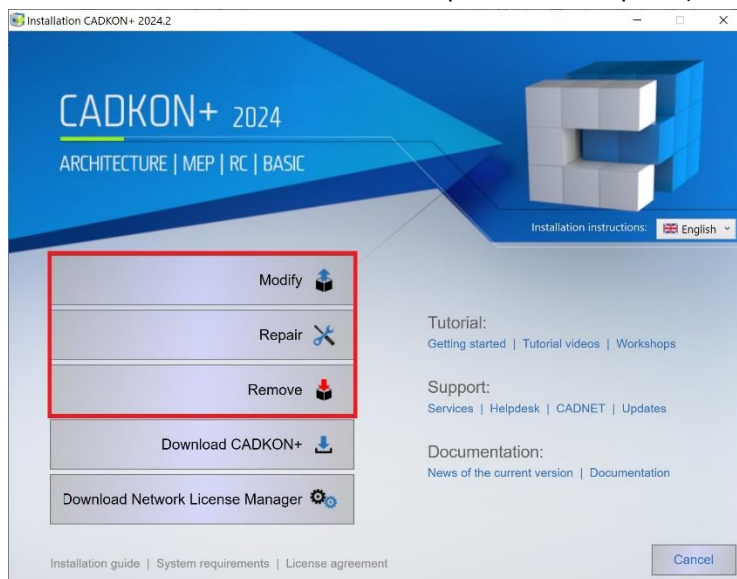 Installation CADKON+ 2024.2
CADKON+ 2024
ARCHITECTURE | MEP | RC | BASIC
Installation instructions: English
Modify
Repair
Remove
Download CADKON+
Download Network License Manager
Tutorial:
Getting started | Tutorial videos | Workshops
Support:
Services | Helpdesk | CADNET | Updates
Documentation:
News of the current version | Documentation
Installation guide | System requirements | License agreement
Cancel